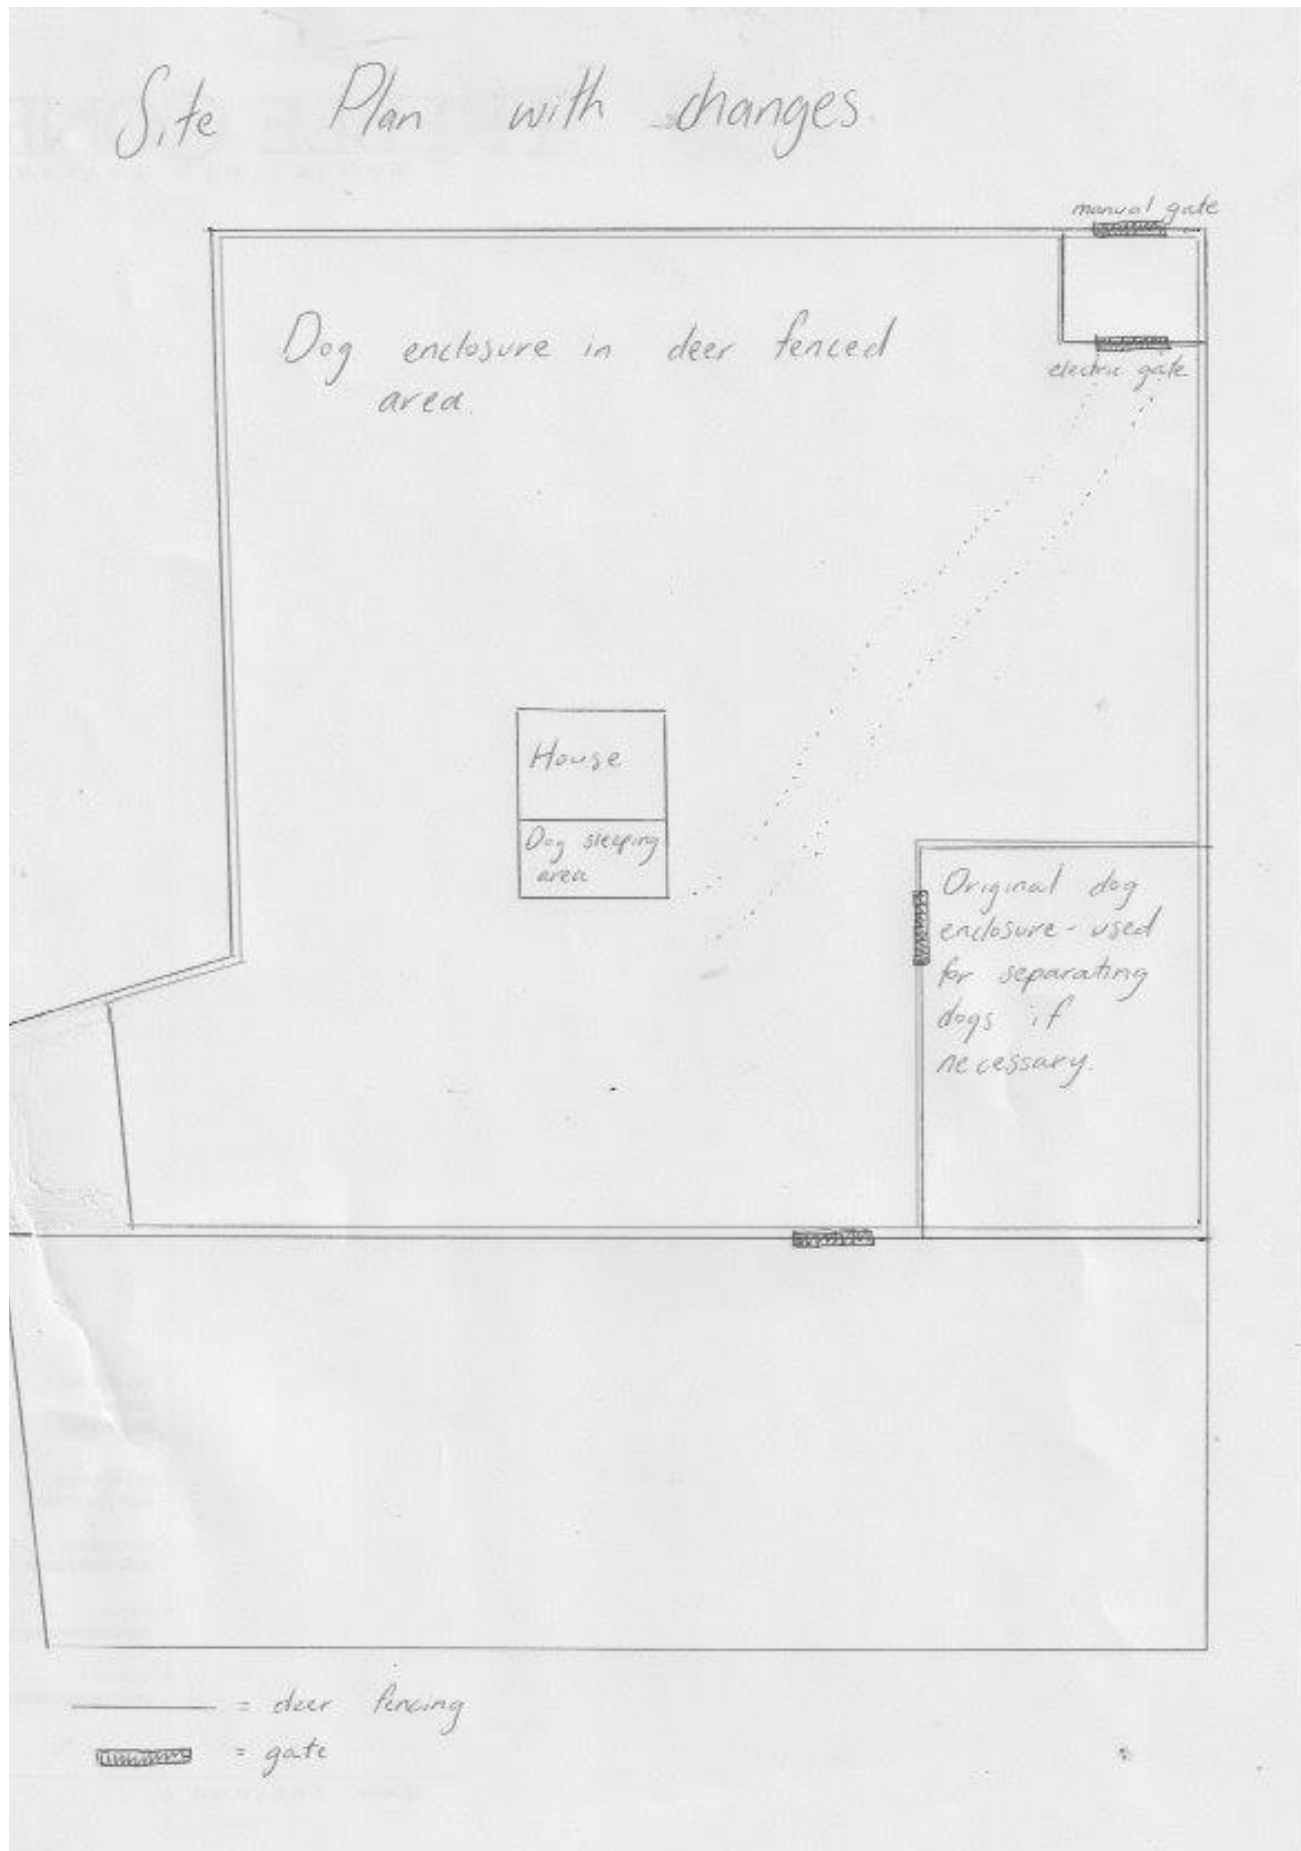 Site Plan with changes.
manual gate
Dog enclosure in deer fenced
area.
electric gate
House
Dog sleeping
area
Original dog
enclosure - used
for separating
dogs if
necessary.
= deer fencing
= gate